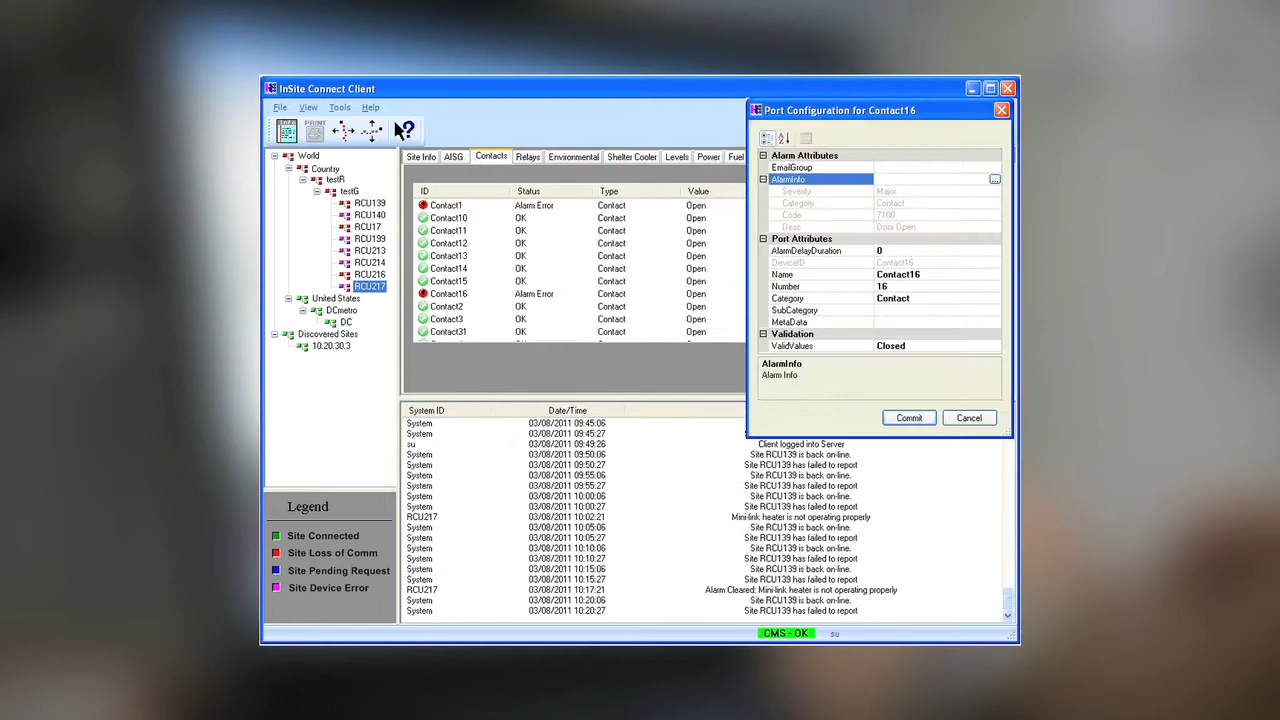 InSite Connect Client
File View Tools Help
PRINT
World
Country
testR
testG
RCU139
RCU140
RCU17
RCU199
RCU213
RCU214
RCU216
RCU217
United States
DCmetro
DC
Discovered Sites
10.20.30.3
Legend
Site Connected
Site Loss of Comm
Site Pending Request
Site Device Error
Site Info AISG Contacts Relays Environmental Shelter Cooler Levels Power Fuel
ID Status Type Value
Contact1 Alarm Error Contact Open
Contact10 OK Contact Open
Contact11 OK Contact Open
Contact12 OK Contact Open
Contact13 OK Contact Open
Contact14 OK Contact Open
Contact15 OK Contact Open
Contact16 Alarm Error Contact Open
Contact2 OK Contact Open
Contact3 OK Contact Open
Contact31 OK Contact Open
Port Configuration for Contact16
Alarm Attributes
EmailGroup
AlarmInfo ...
Severity Major
Category Contact
Code 7100
Desc Door Open
Port Attributes
AlarmDelayDuration 0
DeviceID Contact16
Name Contact16
Number 16
Category Contact
SubCategory
MetaData
Validation
ValidValues Closed
AlarmInfo
Alarm Info
Commit Cancel
System ID Date/Time
System 03/08/2011 09:45:06
System 03/08/2011 09:45:27
su 03/08/2011 09:49:26 Client logged into Server
System 03/08/2011 09:50:06 Site RCU139 is back on-line.
System 03/08/2011 09:50:27 Site RCU139 has failed to report
System 03/08/2011 09:55:06 Site RCU139 is back on-line.
System 03/08/2011 09:55:27 Site RCU139 has failed to report
System 03/08/2011 10:00:06 Site RCU139 is back on-line.
System 03/08/2011 10:00:27 Site RCU139 has failed to report
RCU217 03/08/2011 10:02:21 Mini-link heater is not operating properly
System 03/08/2011 10:05:06 Site RCU139 is back on-line.
System 03/08/2011 10:05:27 Site RCU139 has failed to report
System 03/08/2011 10:10:06 Site RCU139 is back on-line.
System 03/08/2011 10:10:27 Site RCU139 has failed to report
System 03/08/2011 10:15:06 Site RCU139 is back on-line.
System 03/08/2011 10:15:27 Site RCU139 has failed to report
RCU217 03/08/2011 10:17:21 Alarm Cleared: Mini-link heater is not operating properly
System 03/08/2011 10:20:06 Site RCU139 is back on-line.
System 03/08/2011 10:20:27 Site RCU139 has failed to report
CMS - OK su